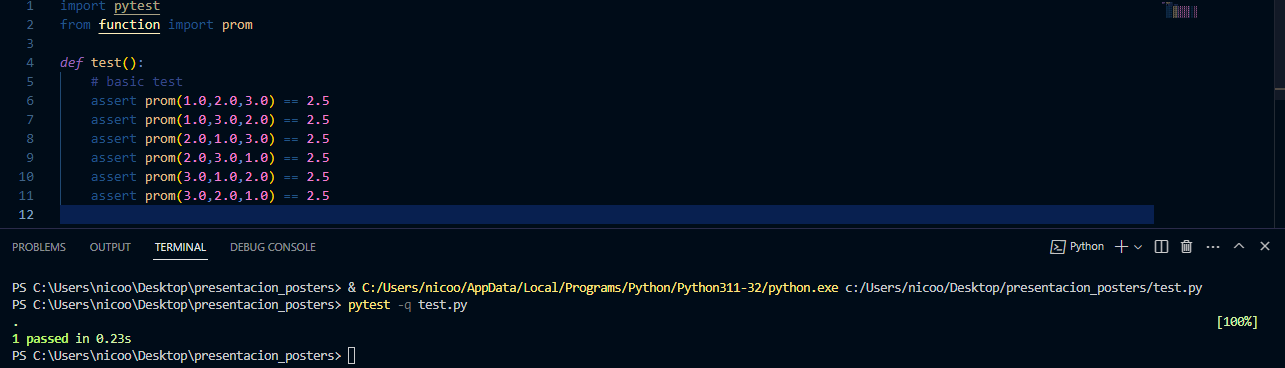 1 import pytest
2 from function import prom
3
4 def test():
5 # basic test
6 assert prom(1.0,2.0,3.0) == 2.5
7 assert prom(1.0,3.0,2.0) == 2.5
8 assert prom(2.0,1.0,3.0) == 2.5
9 assert prom(2.0,3.0,1.0) == 2.5
10 assert prom(3.0,1.0,2.0) == 2.5
11 assert prom(3.0,2.0,1.0) == 2.5
12
PROBLEMS OUTPUT TERMINAL DEBUG CONSOLE Python
PS C:\Users\nicoo\Desktop\presentacion_posters> & C:/Users/nicoo/AppData/Local/Programs/Python/Python311-32/python.exe c:/Users/nicoo/Desktop/presentacion_posters/test.py
PS C:\Users\nicoo\Desktop\presentacion_posters> pytest -q test.py
. [100%]
1 passed in 0.23s
PS C:\Users\nicoo\Desktop\presentacion_posters>